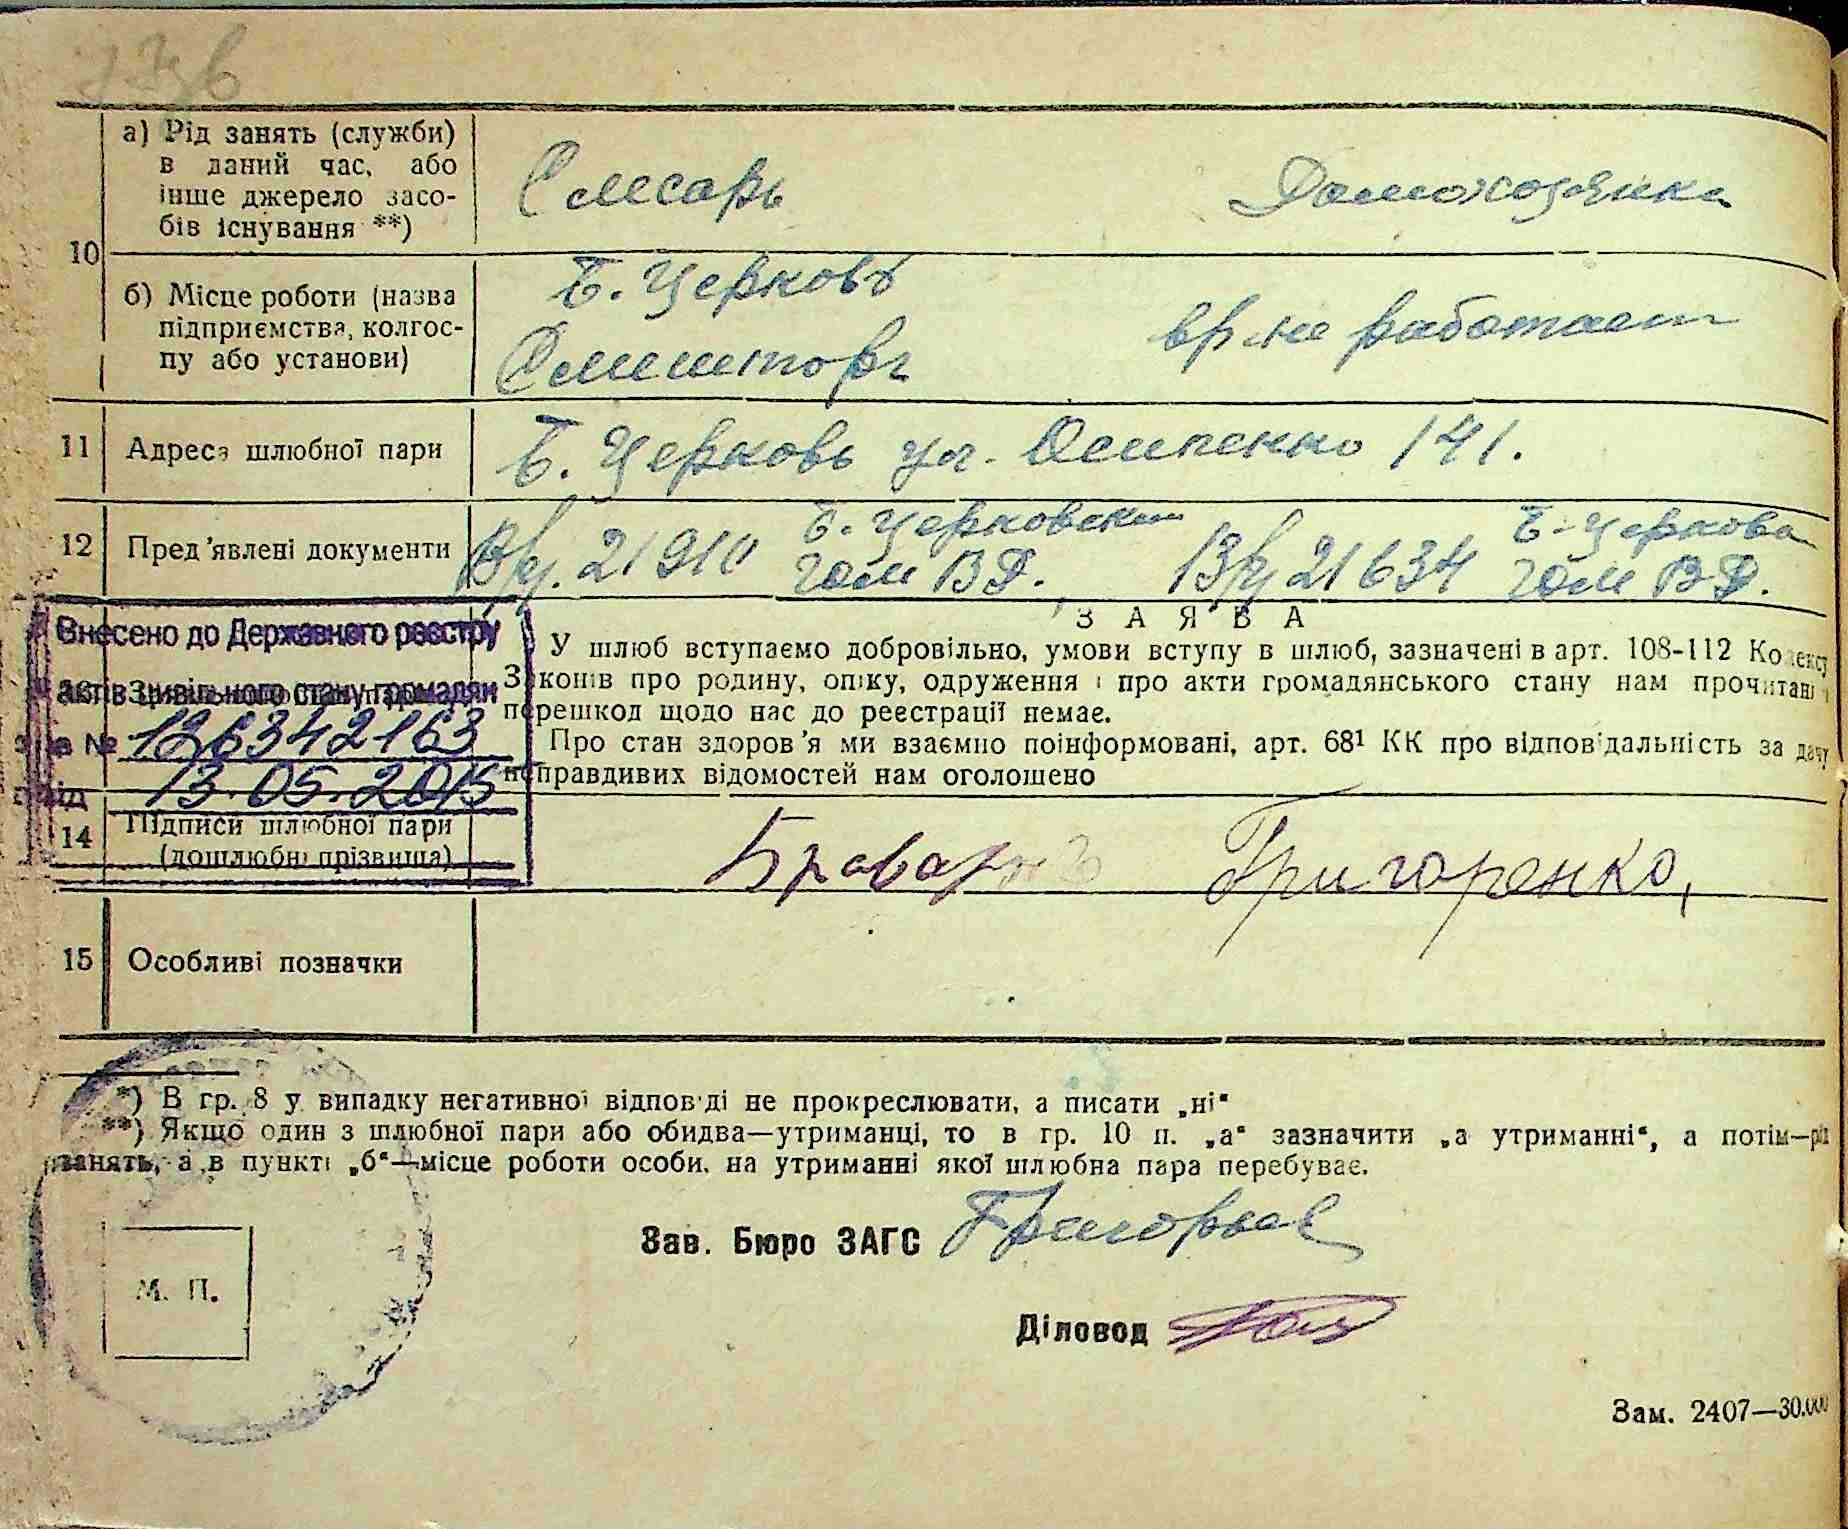 10
а) Рід занять (служби)
в даний час, або
інше джерело засо-
бів існування **)
Слесарь
Домохозяйка
б) Місце роботи (назва
підприємства, колгос-
пу або установи)
Б. Церковь
вр. не работает
11
Адреса шлюбної пари
Б. Церковь ул. Осипенко 141.
12
Пред'явлені документи
21910 Б. Церковским
гом ВД.
21634 Б. Церков
гом ВД.
Внесено до Державного реєстру
актів цивільного стану громадян
за № 126342163
від 13.05.2015
ЗАЯВА
У шлюб вступаємо добровільно, умови вступу в шлюб, зазначені в арт. 108-112 Кодексу
Законів про родину, опіку, одруження і про акти громадянського стану нам прочитані і
перешкод щодо нас до реєстрації немає.
Про стан здоров'я ми взаємно поінформовані, арт. 68¹ КК про відповідальність за дачу
неправдивих відомостей нам оголошено
14
Підписи шлюбної пари
(дошлюбні прізвища)
Григоренко,
15
Особливі позначки
*) В гр. 8 у випадку негативної відповіді не прокреслювати, а писати „ні“
**) Якщо один з шлюбної пари або обидва—утриманці, то в гр. 10 п. „а“ зазначити „а утриманні“, а потім—рід
занять, а в пункті „б“—місце роботи особи, на утриманні якої шлюбна пара перебуває.
Зав. Бюро ЗАГС
М. П.
Діловод
Зам. 2407—30.000